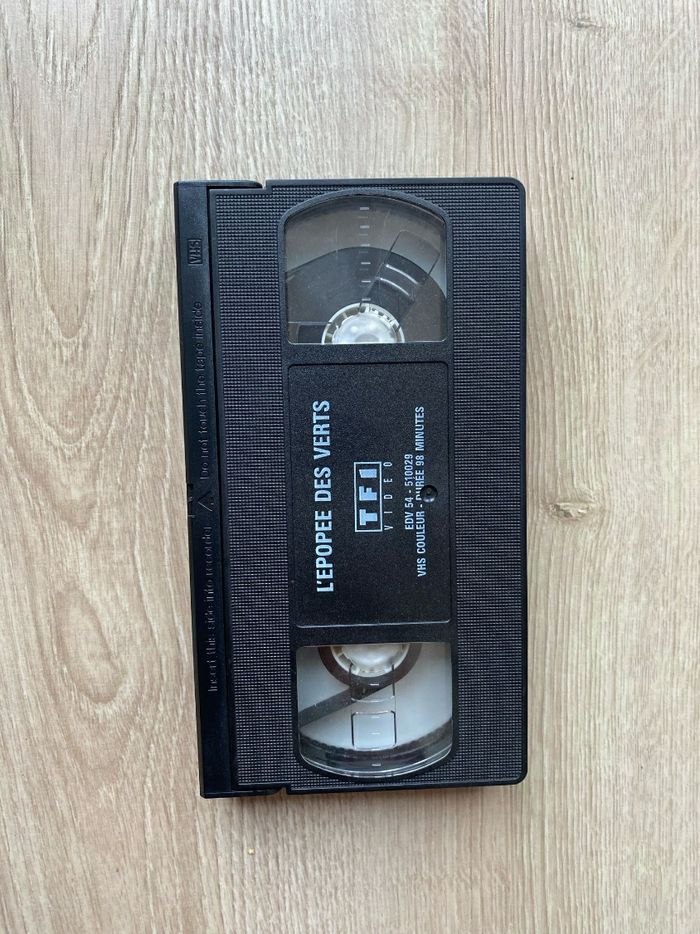 L'EPOPEE DES VERTS
TF1
VIDEO
EDV 54 - 510029
VHS COULEUR - DURÉE 98 MINUTES
Insert this side into recorder △ Do not touch the tape inside VHS